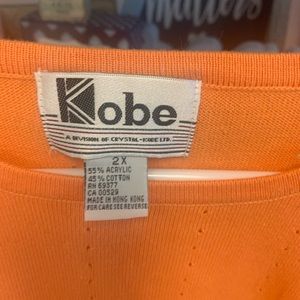 Matters
Kobe
A DIVISION OF CRYSTAL-KOBE LTD.
2X
55% ACRYLIC
45% COTTON
RN 69377
CA 00529
MADE IN HONG KONG
FOR CARE SEE REVERSE